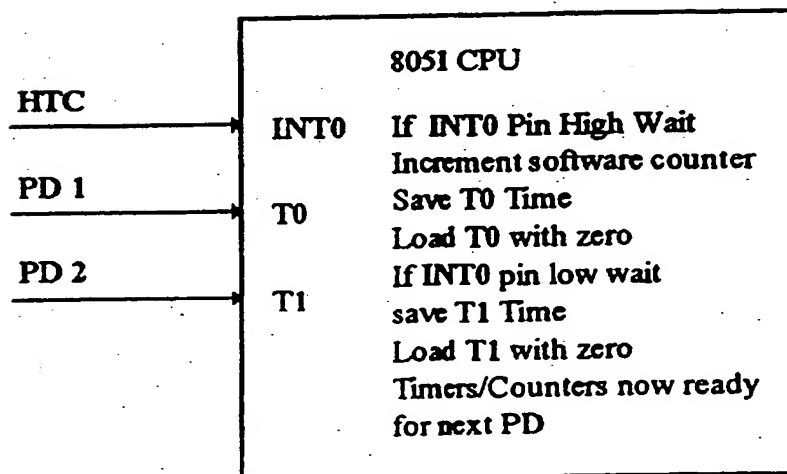 8051 CPU
HTC
INT0
If INT0 Pin High Wait
Increment software counter
PD 1
T0
Save T0 Time
Load T0 with zero
PD 2
If INT0 pin low wait
T1
save T1 Time
Load T1 with zero
Timers/Counters now ready
for next PD